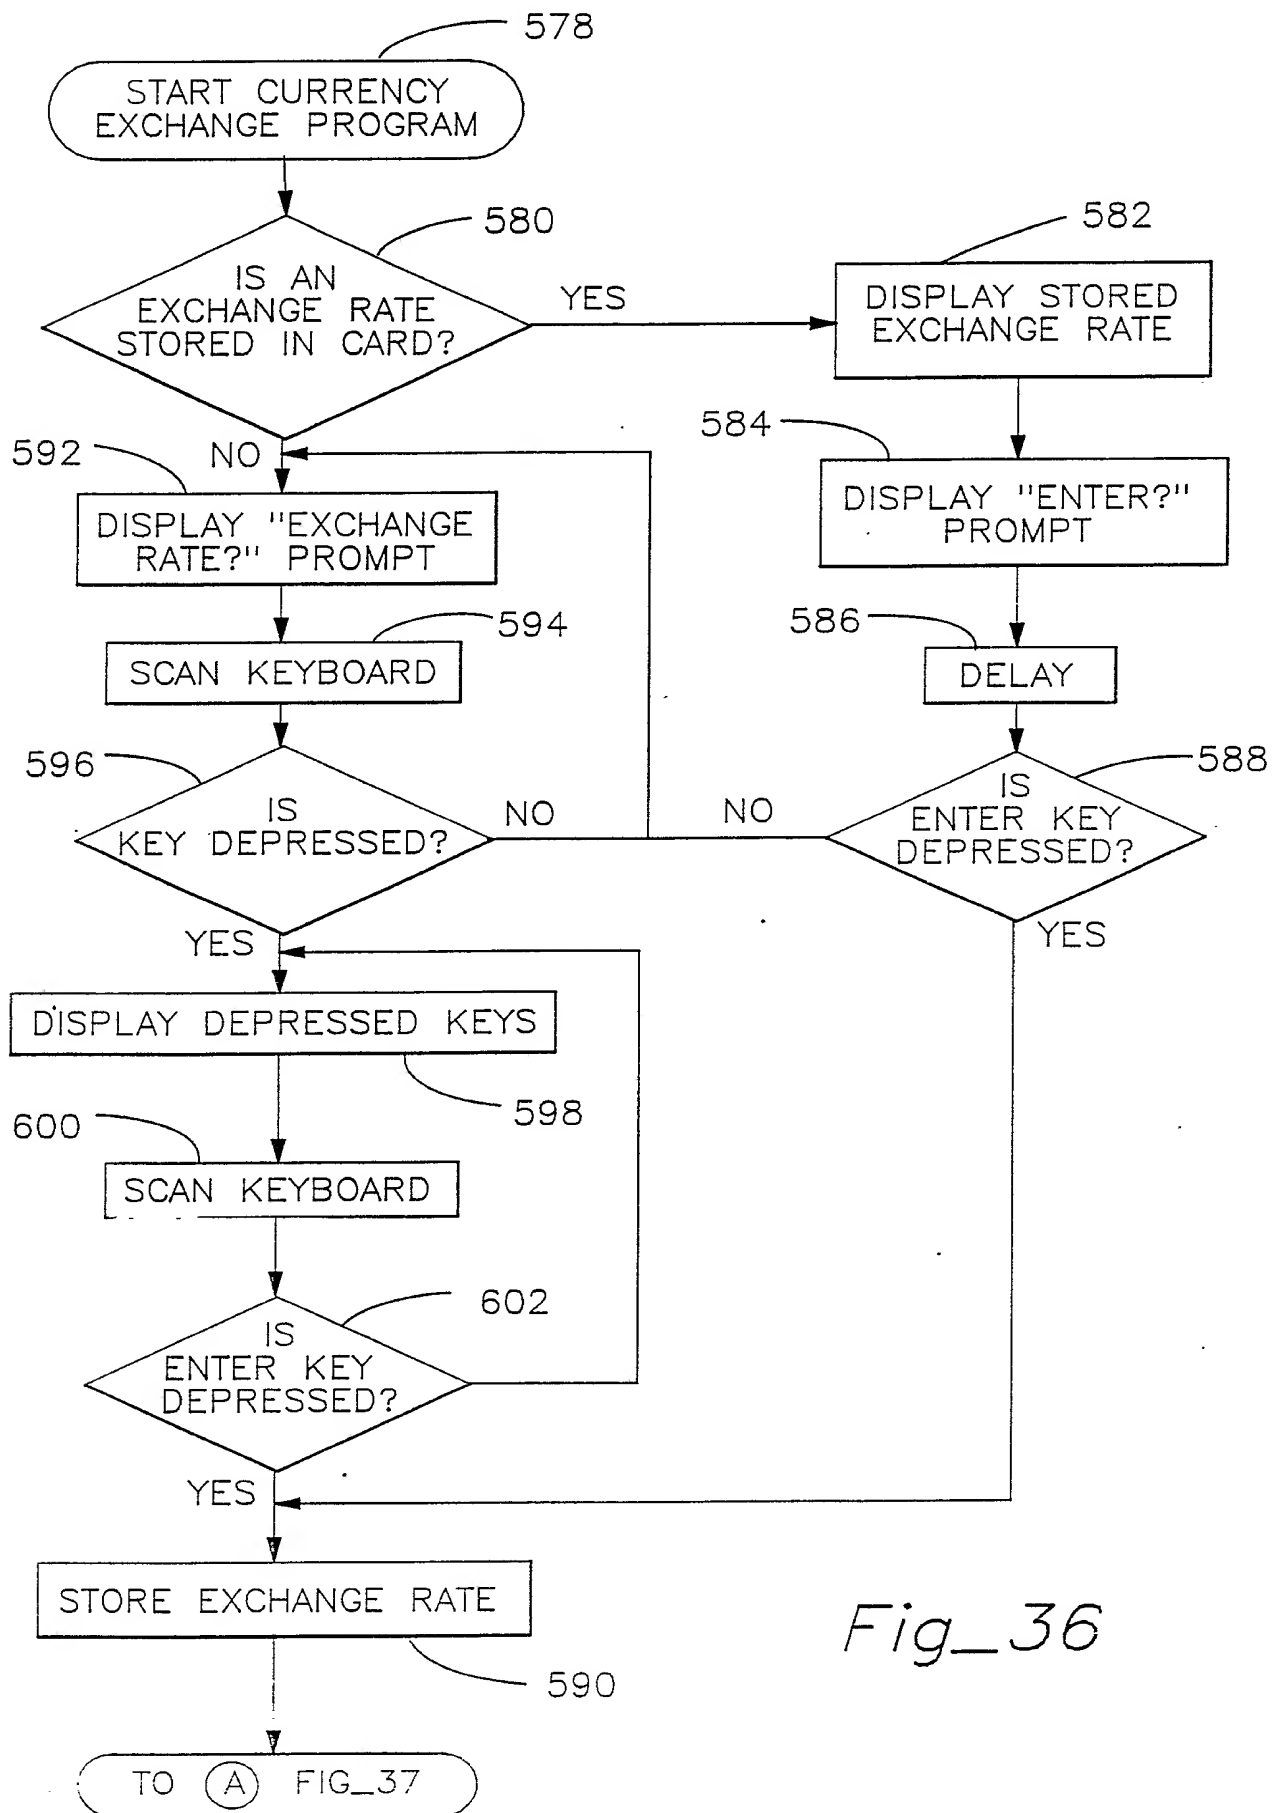 578
START CURRENCY
EXCHANGE PROGRAM
580
IS AN
EXCHANGE RATE
STORED IN CARD?
YES
582
DISPLAY STORED
EXCHANGE RATE
584
DISPLAY "ENTER?"
PROMPT
586
DELAY
588
IS
ENTER KEY
DEPRESSED?
NO
YES
NO
592
DISPLAY "EXCHANGE
RATE?" PROMPT
594
SCAN KEYBOARD
596
IS
KEY DEPRESSED?
NO
YES
DISPLAY DEPRESSED KEYS
598
600
SCAN KEYBOARD
602
IS
ENTER KEY
DEPRESSED?
YES
STORE EXCHANGE RATE
590
TO A FIG_37
Fig_36